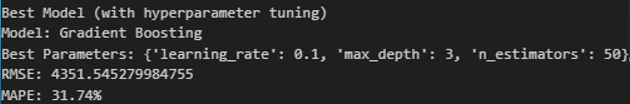 Best Model (with hyperparameter tuning)
Model: Gradient Boosting
Best Parameters: {'learning_rate': 0.1, 'max_depth': 3, 'n_estimators': 50}
RMSE: 4351.545279984755
MAPE: 31.74%